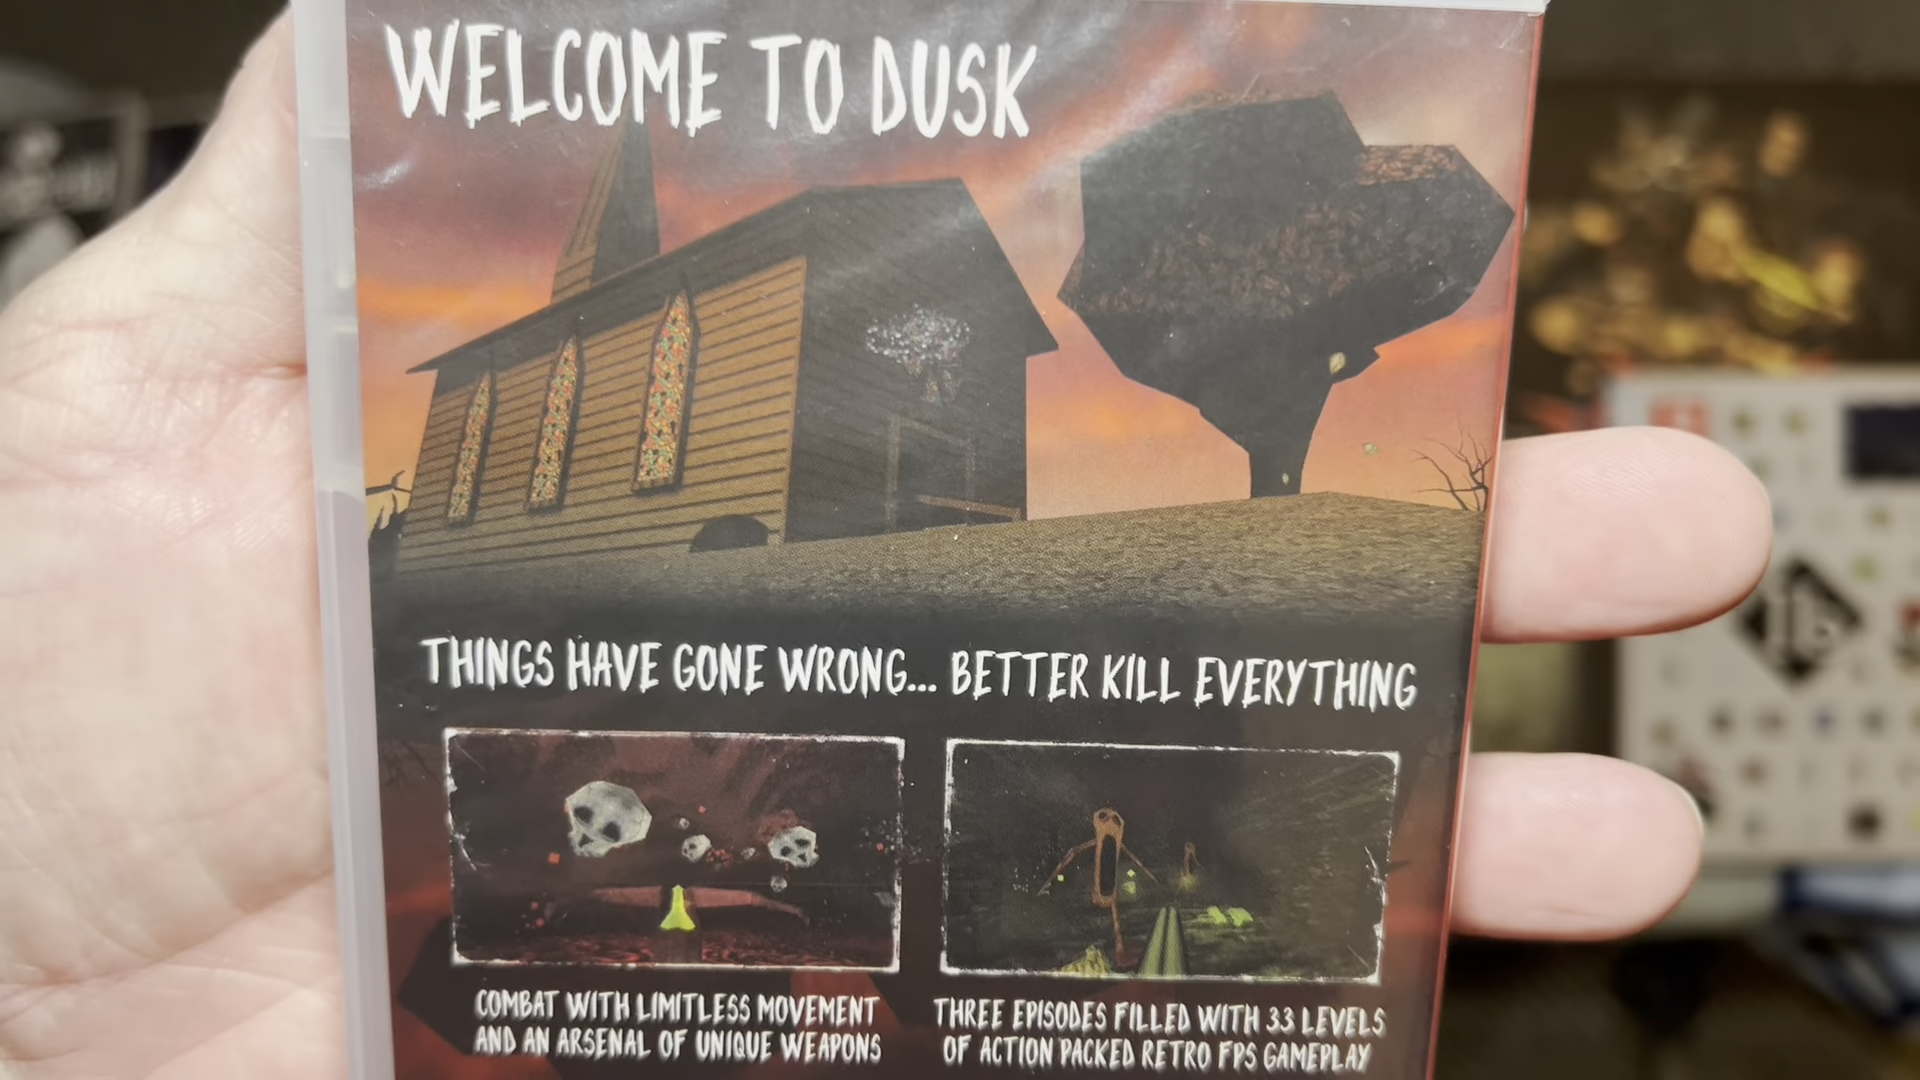 WELCOME TO DUSK
THINGS HAVE GONE WRONG... BETTER KILL EVERYTHING
COMBAT WITH LIMITLESS MOVEMENT
AND AN ARSENAL OF UNIQUE WEAPONS
THREE EPISODES FILLED WITH 33 LEVELS
OF ACTION PACKED RETRO FPS GAMEPLAY